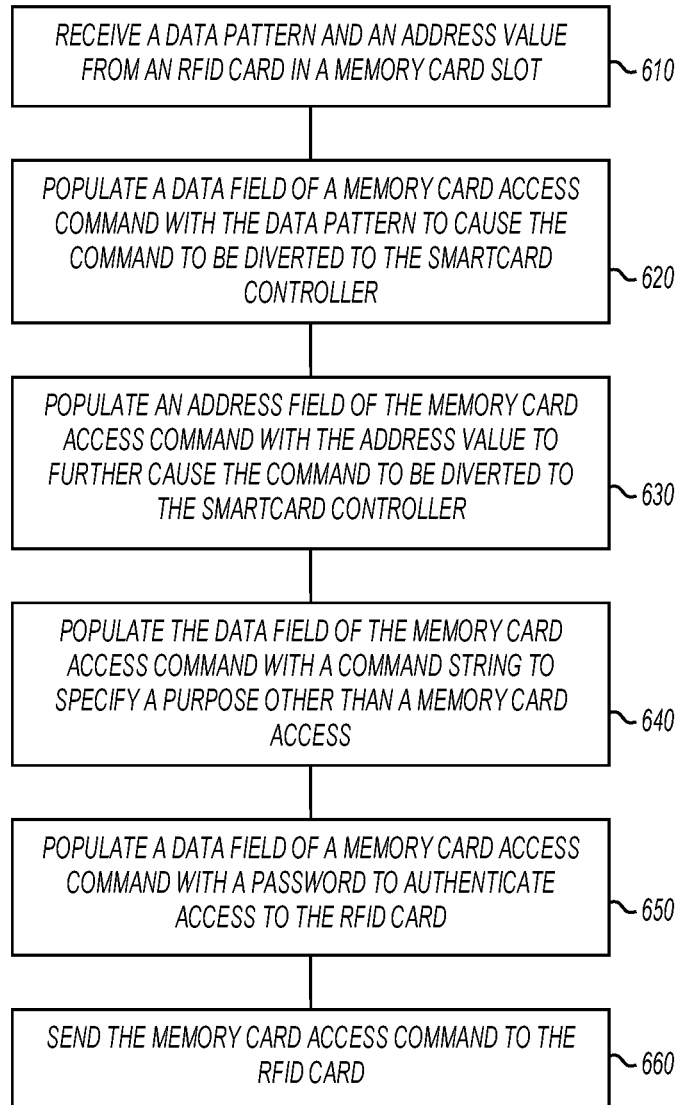 RECEIVE A DATA PATTERN AND AN ADDRESS VALUE
FROM AN RFID CARD IN A MEMORY CARD SLOT
610
POPULATE A DATA FIELD OF A MEMORY CARD ACCESS
COMMAND WITH THE DATA PATTERN TO CAUSE THE
COMMAND TO BE DIVERTED TO THE SMARTCARD
CONTROLLER
620
POPULATE AN ADDRESS FIELD OF THE MEMORY CARD
ACCESS COMMAND WITH THE ADDRESS VALUE TO
FURTHER CAUSE THE COMMAND TO BE DIVERTED TO
THE SMARTCARD CONTROLLER
630
POPULATE THE DATA FIELD OF THE MEMORY CARD
ACCESS COMMAND WITH A COMMAND STRING TO
SPECIFY A PURPOSE OTHER THAN A MEMORY CARD
ACCESS
640
POPULATE A DATA FIELD OF A MEMORY CARD ACCESS
COMMAND WITH A PASSWORD TO AUTHENTICATE
ACCESS TO THE RFID CARD
650
SEND THE MEMORY CARD ACCESS COMMAND TO THE
RFID CARD
660